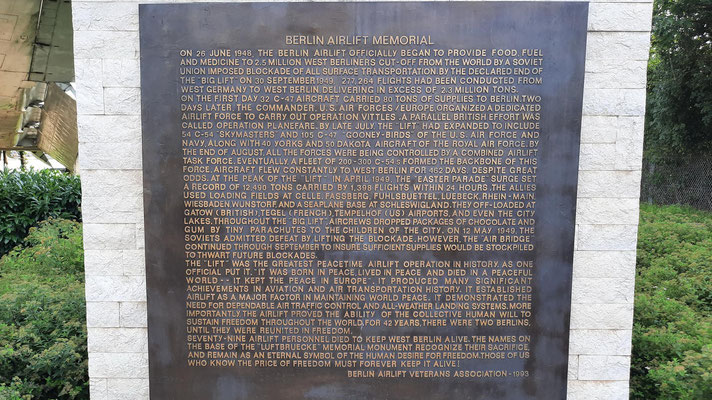 BERLIN AIRLIFT MEMORIAL
ON 26 JUNE 1948, THE BERLIN AIRLIFT OFFICIALLY BEGAN TO PROVIDE FOOD, FUEL
AND MEDICINE TO 2.5 MILLION WEST BERLINERS CUT-OFF FROM THE WORLD BY A SOVIET
UNION IMPOSED BLOCKADE OF ALL SURFACE TRANSPORTATION. BY THE DECLARED END OF
THE "BIG LIFT" ON 30 SEPTEMBER 1949, 277,264 FLIGHTS HAD BEEN CONDUCTED FROM
WEST GERMANY TO WEST BERLIN, DELIVERING IN EXCESS OF 2.3 MILLION TONS.
ON THE FIRST DAY 32 C-47 AIRCRAFT CARRIED 80 TONS OF SUPPLIES TO BERLIN. TWO
DAYS LATER, THE COMMANDER, U.S. AIR FORCES/EUROPE ORGANIZED A DEDICATED
AIRLIFT FORCE TO CARRY OUT OPERATION VITTLES. A PARALLEL BRITISH EFFORT WAS
CALLED OPERATION PLANEFARE. BY LATE JULY THE "LIFT" HAD EXPANDED TO INCLUDE
54 C-54 "SKYMASTERS" AND 105 C-47 "GOONEY-BIRDS" OF THE U.S. AIR FORCE AND
NAVY, ALONG WITH 40 YORKS AND 50 DAKOTA AIRCRAFT OF THE ROYAL AIR FORCE. BY
THE END OF AUGUST, ALL THE FORCES WERE BEING CONTROLLED BY A COMBINED AIRLIFT
TASK FORCE. EVENTUALLY, A FLEET OF 200-300 C-54's FORMED THE BACKBONE OF THIS
FORCE. AIRCRAFT FLEW CONSTANTLY TO WEST BERLIN FOR 462 DAYS, DESPITE GREAT
ODDS. AT THE PEAK OF THE "LIFT" IN APRIL 1949, THE "EASTER PARADE" SURGE SET
A RECORD OF 12,490 TONS CARRIED BY 1,398 FLIGHTS WITHIN 24 HOURS. THE ALLIES
USED LOADING FIELDS AT CELLE, FASSBERG, FUHLSBUETTEL, LUEBECK, RHEIN-MAIN
WIESBADEN, WUNSTORF AND A SEAPLANE BASE AT SCHLESWIGLAND. THEY OFF-LOADED AT
GATOW (BRITISH), TEGEL (FRENCH), TEMPELHOF (US) AIRPORTS, AND EVEN THE CITY
LAKES. THROUGHOUT THE "BIG LIFT" AIRCREWS DROPPED PACKAGES OF CHOCOLATE AND
GUM BY TINY PARACHUTES TO THE CHILDREN OF THE CITY. ON 12 MAY 1949, THE
SOVIETS ADMITTED DEFEAT BY LIFTING THE BLOCKADE. HOWEVER, THE AIR BRIDGE
CONTINUED THROUGH SEPTEMBER TO INSURE SUFFICIENT SUPPLIES WOULD BE STOCKPILED
TO THWART FUTURE BLOCKADES.
THE "LIFT" WAS THE GREATEST PEACETIME AIRLIFT OPERATION IN HISTORY, AS ONE
OFFICIAL PUT IT, "IT WAS BORN IN PEACE, LIVED IN PEACE AND DIED IN A PEACEFUL
WORLD -- IT KEPT THE PEACE IN EUROPE". IT PRODUCED MANY SIGNIFICANT
ACHIEVEMENTS IN AVIATION AND AIR TRANSPORTATION HISTORY. IT ESTABLISHED
AIRLIFT AS A MAJOR FACTOR IN MAINTAINING WORLD PEACE. IT DEMONSTRATED THE
NEED FOR DEPENDABLE AIR TRAFFIC CONTROL AND ALL-WEATHER LANDING SYSTEMS. MORE
IMPORTANTLY, THE AIRLIFT PROVED THE ABILITY OF THE COLLECTIVE HUMAN WILL TO
SUSTAIN FREEDOM THROUGHOUT THE WORLD. FOR 42 YEARS, THERE WERE TWO BERLINS,
UNTIL THEY WERE REUNITED IN FREEDOM.
SEVENTY-NINE AIRLIFT PERSONNEL DIED TO KEEP WEST BERLIN ALIVE. THE NAMES ON
THE BASE OF THE "LUFTBRUECKE" MEMORIAL MONUMENT RECOGNIZE THEIR SACRIFICE,
AND REMAIN AS AN ETERNAL SYMBOL OF THE HUMAN DESIRE FOR FREEDOM. THOSE OF US
WHO KNOW THE PRICE OF FREEDOM MUST FOREVER KEEP IT ALIVE!
BERLIN AIRLIFT VETERANS ASSOCIATION-1993